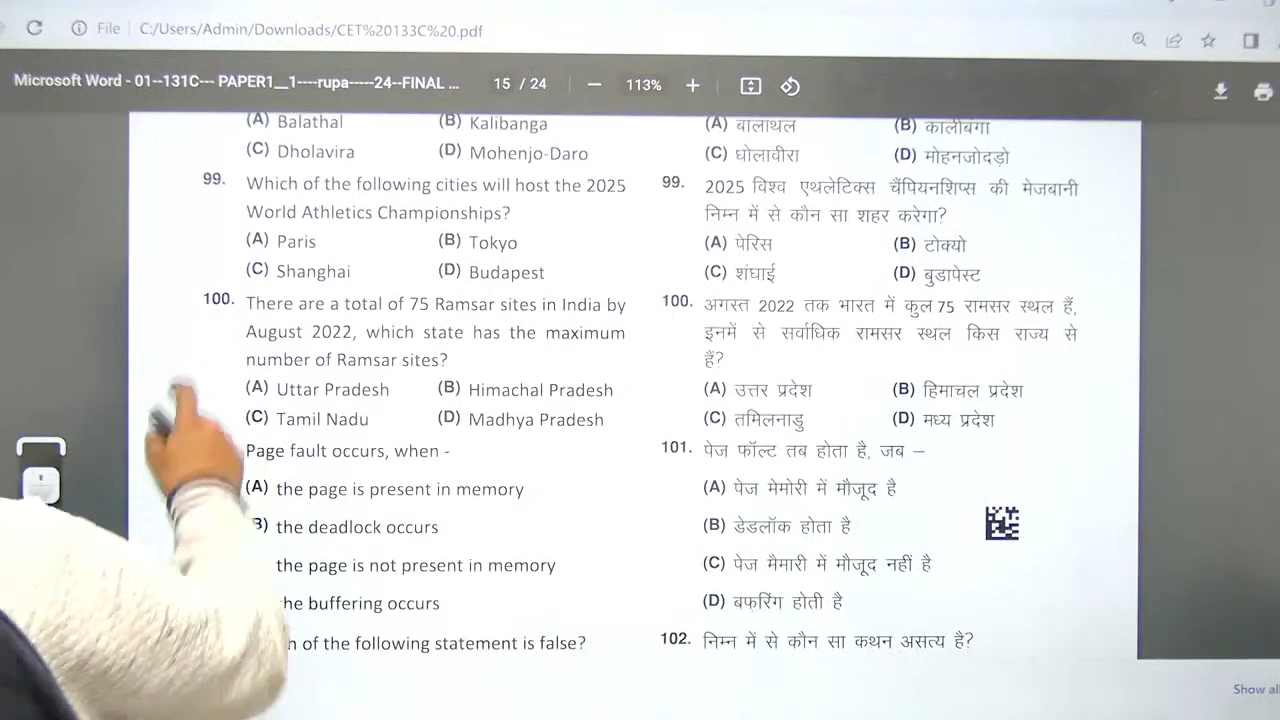 File | C:/Users/Admin/Downloads/CET%20133C%20.pdf
Microsoft Word - 01--131C--- PAPER1__1----rupa-----24--FINAL ...
15 / 24
113%
(A) Balathal (B) Kalibanga
(C) Dholavira (D) Mohenjo-Daro
99. Which of the following cities will host the 2025
World Athletics Championships?
(A) Paris (B) Tokyo
(C) Shanghai (D) Budapest
100. There are a total of 75 Ramsar sites in India by
August 2022, which state has the maximum
number of Ramsar sites?
(A) Uttar Pradesh (B) Himachal Pradesh
(C) Tamil Nadu (D) Madhya Pradesh
Page fault occurs, when -
(A) the page is present in memory
B) the deadlock occurs
the page is not present in memory
he buffering occurs
of the following statement is false?
(A) बालाथल (B) कालीबंगा
(C) धोलावीरा (D) मोहनजोदड़ो
99. 2025 विश्व एथलेटिक्स चैंपियनशिप्स की मेजबानी
निम्न में से कौन सा शहर करेगा?
(A) पेरिस (B) टोक्यो
(C) शंघाई (D) बुडापेस्ट
100. अगस्त 2022 तक भारत में कुल 75 रामसर स्थल हैं,
इनमें से सर्वाधिक रामसर स्थल किस राज्य से
हैं?
(A) उत्तर प्रदेश (B) हिमाचल प्रदेश
(C) तमिलनाडु (D) मध्य प्रदेश
101. पेज फॉल्ट तब होता है, जब –
(A) पेज मेमोरी में मौजूद है
(B) डेडलॉक होता है
(C) पेज मैमारी में मौजूद नहीं है
(D) बफ़रिंग होती है
102. निम्न में से कौन सा कथन असत्य है?
Show al